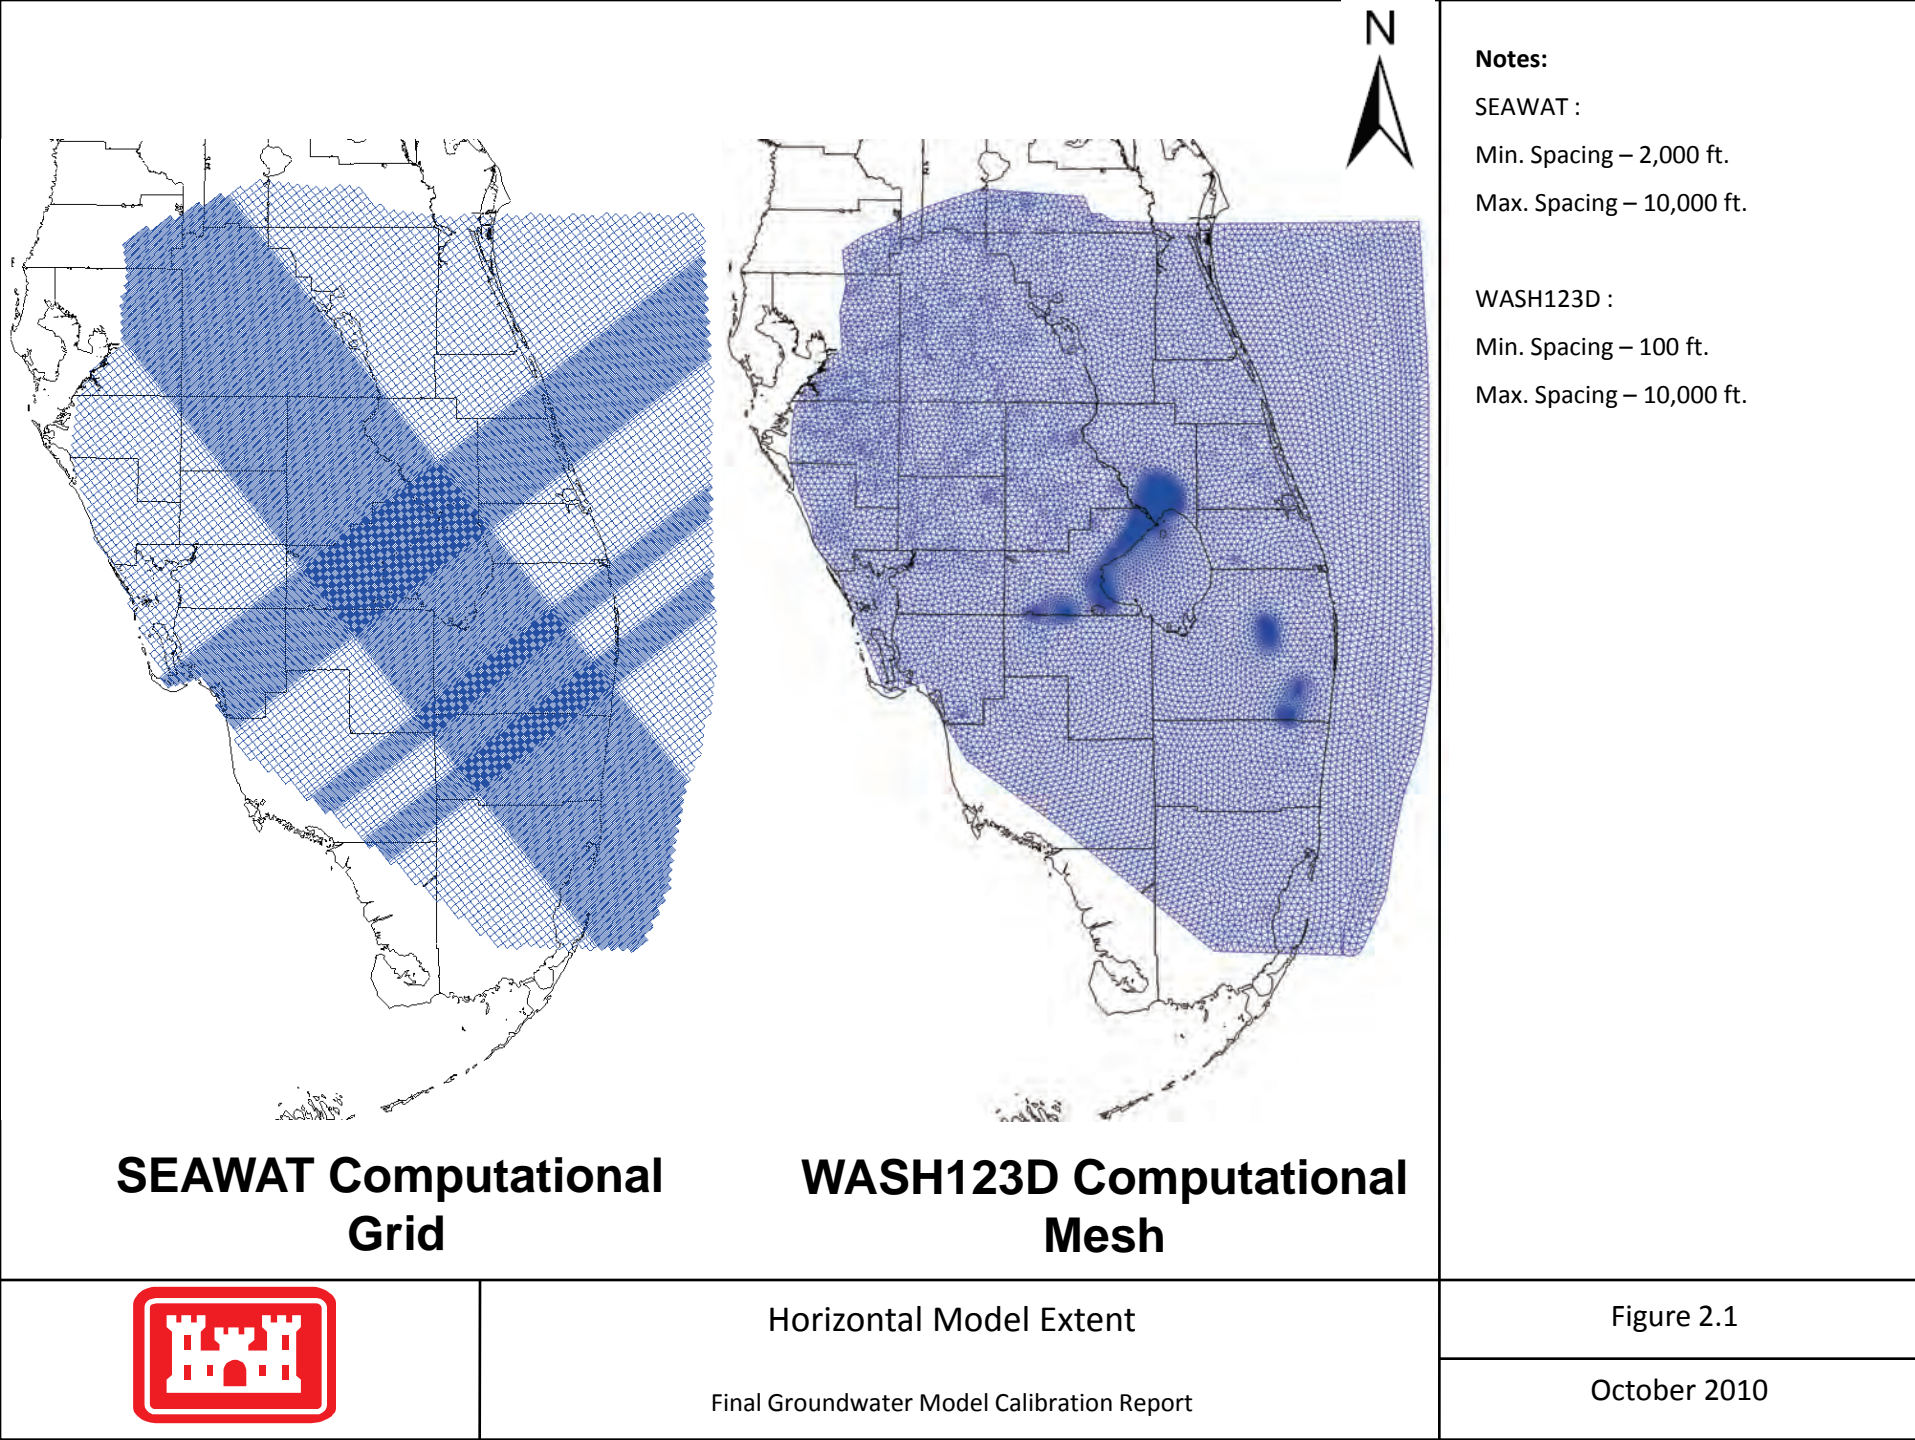 N
Notes:
SEAWAT :
Min. Spacing – 2,000 ft.
Max. Spacing – 10,000 ft.
WASH123D :
Min. Spacing – 100 ft.
Max. Spacing – 10,000 ft.
SEAWAT Computational
Grid
WASH123D Computational
Mesh
Horizontal Model Extent
Final Groundwater Model Calibration Report
Figure 2.1
October 2010